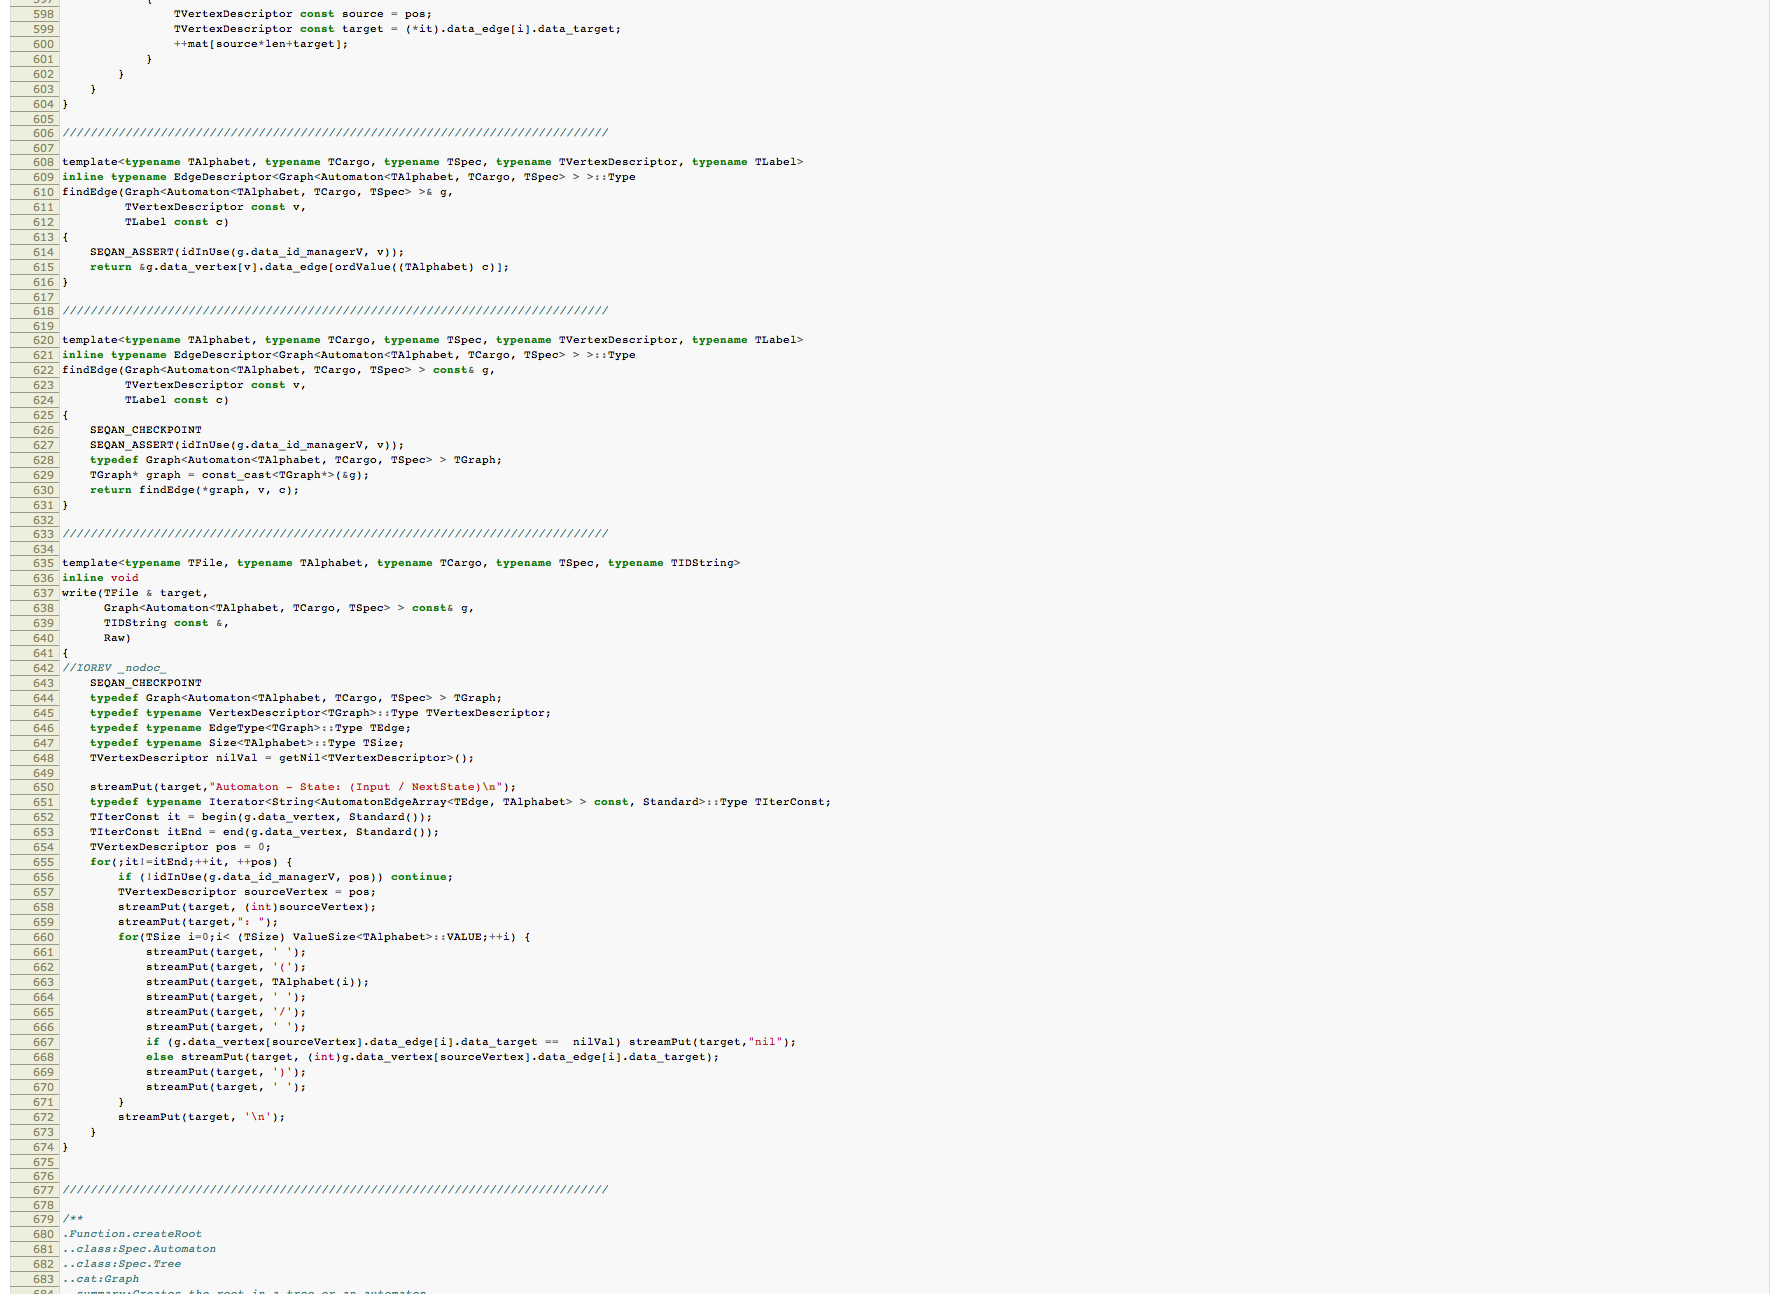 597                 {
598                 TVertexDescriptor const source = pos;
599                 TVertexDescriptor const target = (*it).data_edge[i].data_target;
600                 ++mat[source*len+target];
601             }
602         }
603     }
604 }
605
606 //////////////////////////////////////////////////////////////////////////////
607
608 template<typename TAlphabet, typename TCargo, typename TSpec, typename TVertexDescriptor, typename TLabel>
609 inline typename EdgeDescriptor<Graph<Automaton<TAlphabet, TCargo, TSpec> > >::Type
610 findEdge(Graph<Automaton<TAlphabet, TCargo, TSpec> >& g,
611          TVertexDescriptor const v,
612          TLabel const c)
613 {
614     SEQAN_ASSERT(idInUse(g.data_id_managerV, v));
615     return &g.data_vertex[v].data_edge[ordValue((TAlphabet) c)];
616 }
617
618 //////////////////////////////////////////////////////////////////////////////
619
620 template<typename TAlphabet, typename TCargo, typename TSpec, typename TVertexDescriptor, typename TLabel>
621 inline typename EdgeDescriptor<Graph<Automaton<TAlphabet, TCargo, TSpec> > >::Type
622 findEdge(Graph<Automaton<TAlphabet, TCargo, TSpec> > const& g,
623          TVertexDescriptor const v,
624          TLabel const c)
625 {
626     SEQAN_CHECKPOINT
627     SEQAN_ASSERT(idInUse(g.data_id_managerV, v));
628     typedef Graph<Automaton<TAlphabet, TCargo, TSpec> > TGraph;
629     TGraph* graph = const_cast<TGraph*>(&g);
630     return findEdge(*graph, v, c);
631 }
632
633 //////////////////////////////////////////////////////////////////////////////
634
635 template<typename TFile, typename TAlphabet, typename TCargo, typename TSpec, typename TIDString>
636 inline void
637 write(TFile & target,
638       Graph<Automaton<TAlphabet, TCargo, TSpec> > const& g,
639       TIDString const &,
640       Raw)
641 {
642 //IOREV _nodoc_
643     SEQAN_CHECKPOINT
644     typedef Graph<Automaton<TAlphabet, TCargo, TSpec> > TGraph;
645     typedef typename VertexDescriptor<TGraph>::Type TVertexDescriptor;
646     typedef typename EdgeType<TGraph>::Type TEdge;
647     typedef typename Size<TAlphabet>::Type TSize;
648     TVertexDescriptor nilVal = getNil<TVertexDescriptor>();
649
650     streamPut(target,"Automaton - State: (Input / NextState)\n");
651     typedef typename Iterator<String<AutomatonEdgeArray<TEdge, TAlphabet> > const, Standard>::Type TIterConst;
652     TIterConst it = begin(g.data_vertex, Standard());
653     TIterConst itEnd = end(g.data_vertex, Standard());
654     TVertexDescriptor pos = 0;
655     for(;it!=itEnd;++it, ++pos) {
656         if (!idInUse(g.data_id_managerV, pos)) continue;
657         TVertexDescriptor sourceVertex = pos;
658         streamPut(target, (int)sourceVertex);
659         streamPut(target,": ");
660         for(TSize i=0;i< (TSize) ValueSize<TAlphabet>::VALUE;++i) {
661             streamPut(target, ' ');
662             streamPut(target, '(');
663             streamPut(target, TAlphabet(i));
664             streamPut(target, ' ');
665             streamPut(target, '/');
666             streamPut(target, ' ');
667             if (g.data_vertex[sourceVertex].data_edge[i].data_target ==  nilVal) streamPut(target,"nil");
668             else streamPut(target, (int)g.data_vertex[sourceVertex].data_edge[i].data_target);
669             streamPut(target, ')');
670             streamPut(target, ' ');
671         }
672         streamPut(target, '\n');
673     }
674 }
675
676
677 //////////////////////////////////////////////////////////////////////////////
678
679 /**
680 .Function.createRoot
681 ..class:Spec.Automaton
682 ..class:Spec.Tree
683 ..cat:Graph
684 ..summary:Creates the root in a tree or an automaton